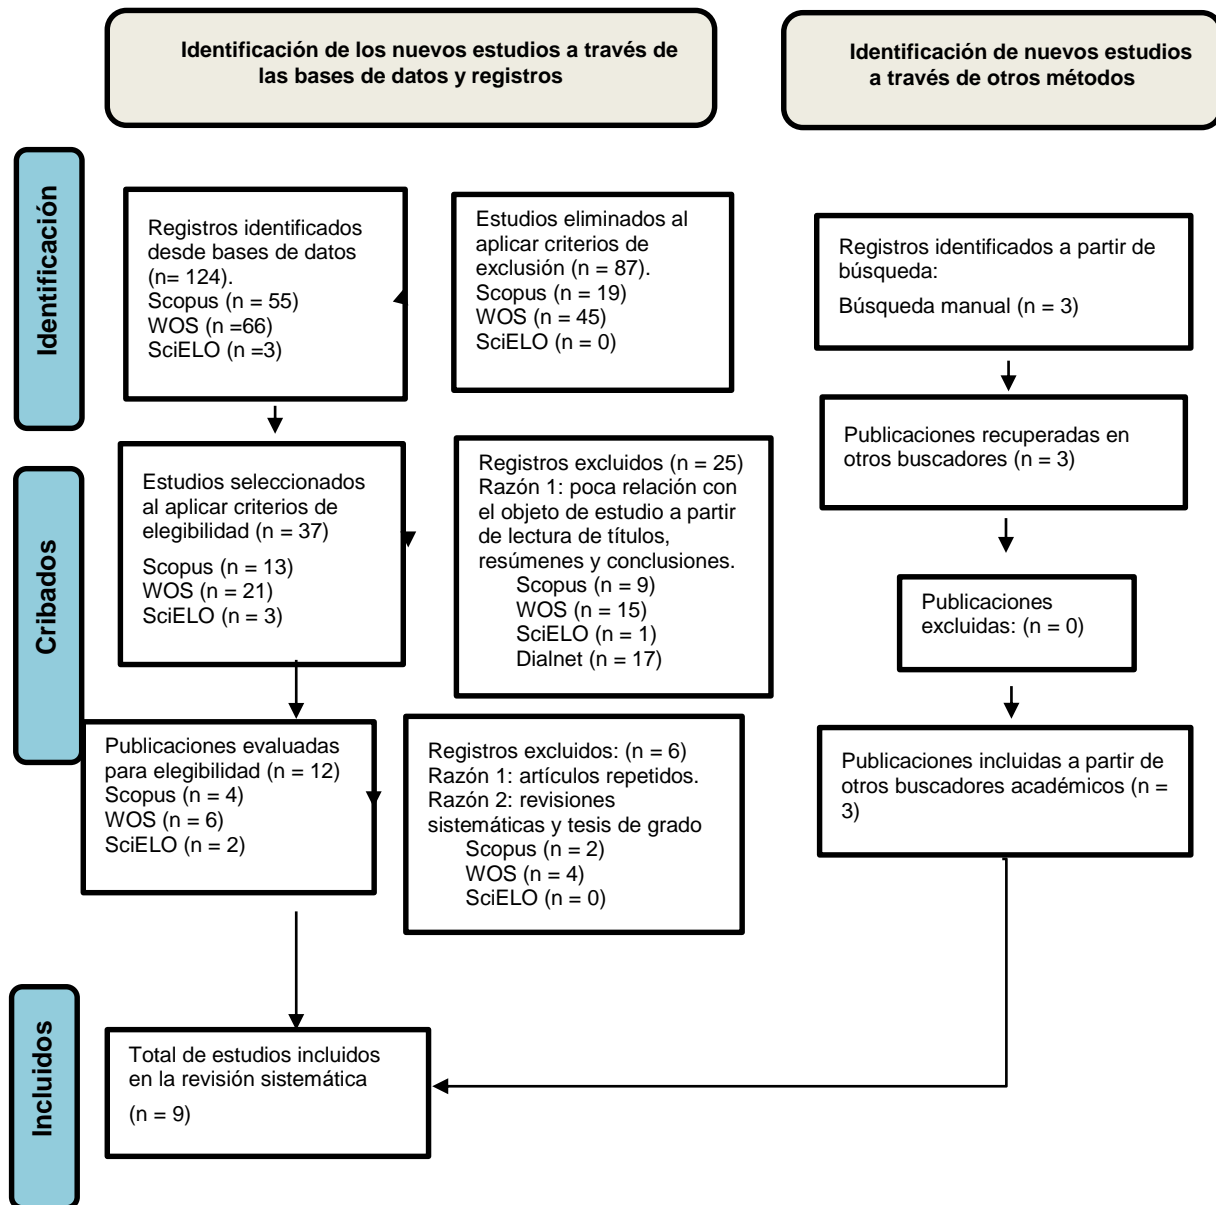 Identificación de los nuevos estudios a través de
las bases de datos y registros
Identificación de nuevos estudios
a través de otros métodos
Identificación
Registros identificados
desde bases de datos
(n= 124).
Scopus (n = 55)
WOS (n =66)
SciELO (n =3)
Estudios eliminados al
aplicar criterios de
exclusión (n = 87).
Scopus (n = 19)
WOS (n = 45)
SciELO (n = 0)
Registros identificados a partir de
búsqueda:
Búsqueda manual (n = 3)
Cribados
Estudios seleccionados
al aplicar criterios de
elegibilidad (n = 37)
Scopus (n = 13)
WOS (n = 21)
SciELO (n = 3)
Registros excluidos (n = 25)
Razón 1: poca relación con
el objeto de estudio a partir
de lectura de títulos,
resúmenes y conclusiones.
Scopus (n = 9)
WOS (n = 15)
SciELO (n = 1)
Dialnet (n = 17)
Publicaciones recuperadas en
otros buscadores (n = 3)
Publicaciones
excluidas: (n = 0)
Publicaciones evaluadas
para elegibilidad (n = 12)
Scopus (n = 4)
WOS (n = 6)
SciELO (n = 2)
Registros excluidos: (n = 6)
Razón 1: artículos repetidos.
Razón 2: revisiones
sistemáticas y tesis de grado
Scopus (n = 2)
WOS (n = 4)
SciELO (n = 0)
Publicaciones incluidas a partir de
otros buscadores académicos (n =
3)
Incluidos
Total de estudios incluidos
en la revisión sistemática
(n = 9)